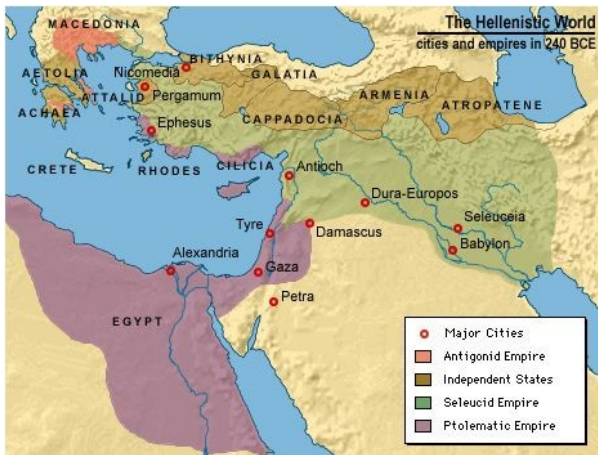 The Hellenistic World
cities and empires in 240 BCE
MACEDONIA
BITHYNIA
Nicomedia
GALATIA
AETOLIA
ATTALID
Pergamum
ARMENIA
ATROPATENE
ACHAEA
CAPPADOCIA
Ephesus
CRETE
RHODES
CILICIA
Antioch
Dura-Europos
Seleuceia
Tyre
Damascus
Babylon
Alexandria
Gaza
Petra
EGYPT
Major Cities
Antigonid Empire
Independent States
Seleucid Empire
Ptolematic Empire